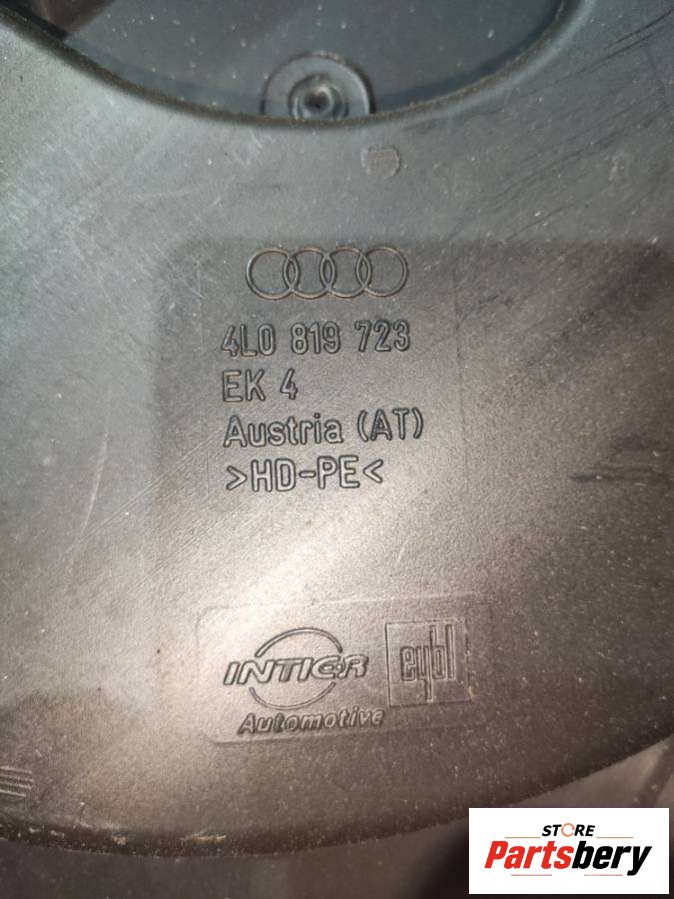 4L0 819 723
EK 4
Austria (AT)
>HD-PE<
INTIER
Automotive
eybl
STORE
Partsbery